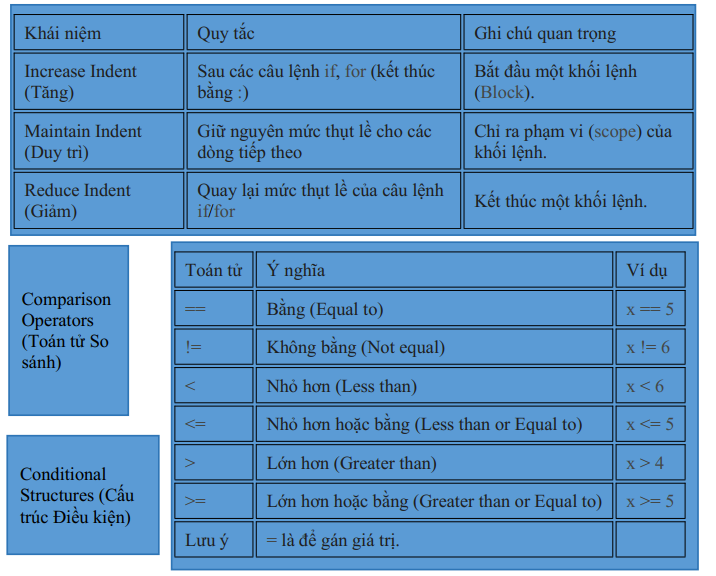 Khái niệm
Quy tắc
Ghi chú quan trọng
Increase Indent
(Tăng)
Sau các câu lệnh if, for (kết thúc
bằng :)
Bắt đầu một khối lệnh
(Block).
Maintain Indent
(Duy trì)
Giữ nguyên mức thụt lề cho các
dòng tiếp theo
Chỉ ra phạm vi (scope) của
khối lệnh.
Reduce Indent
(Giảm)
Quay lại mức thụt lề của câu lệnh
if/for
Kết thúc một khối lệnh.
Comparison
Operators
(Toán tử So
sánh)
Conditional
Structures (Cấu
trúc Điều kiện)
Toán tử
Ý nghĩa
Ví dụ
==
Bằng (Equal to)
x == 5
!=
Không bằng (Not equal)
x != 6
<
Nhỏ hơn (Less than)
x < 6
<=
Nhỏ hơn hoặc bằng (Less than or Equal to)
x <= 5
>
Lớn hơn (Greater than)
x > 4
>=
Lớn hơn hoặc bằng (Greater than or Equal to)
x >= 5
Lưu ý
= là để gán giá trị.